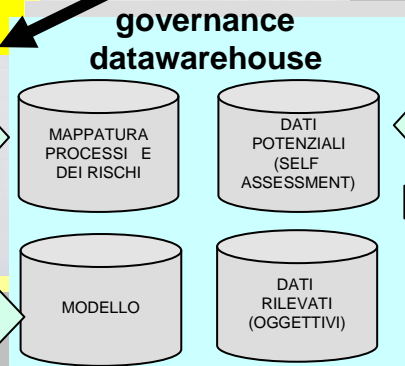 governance
datawarehouse
MAPPATURA
PROCESSI E
DEI RISCHI
DATI
POTENZIALI
(SELF
ASSESSMENT)
MODELLO
DATI
RILEVATI
(OGGETTIVI)